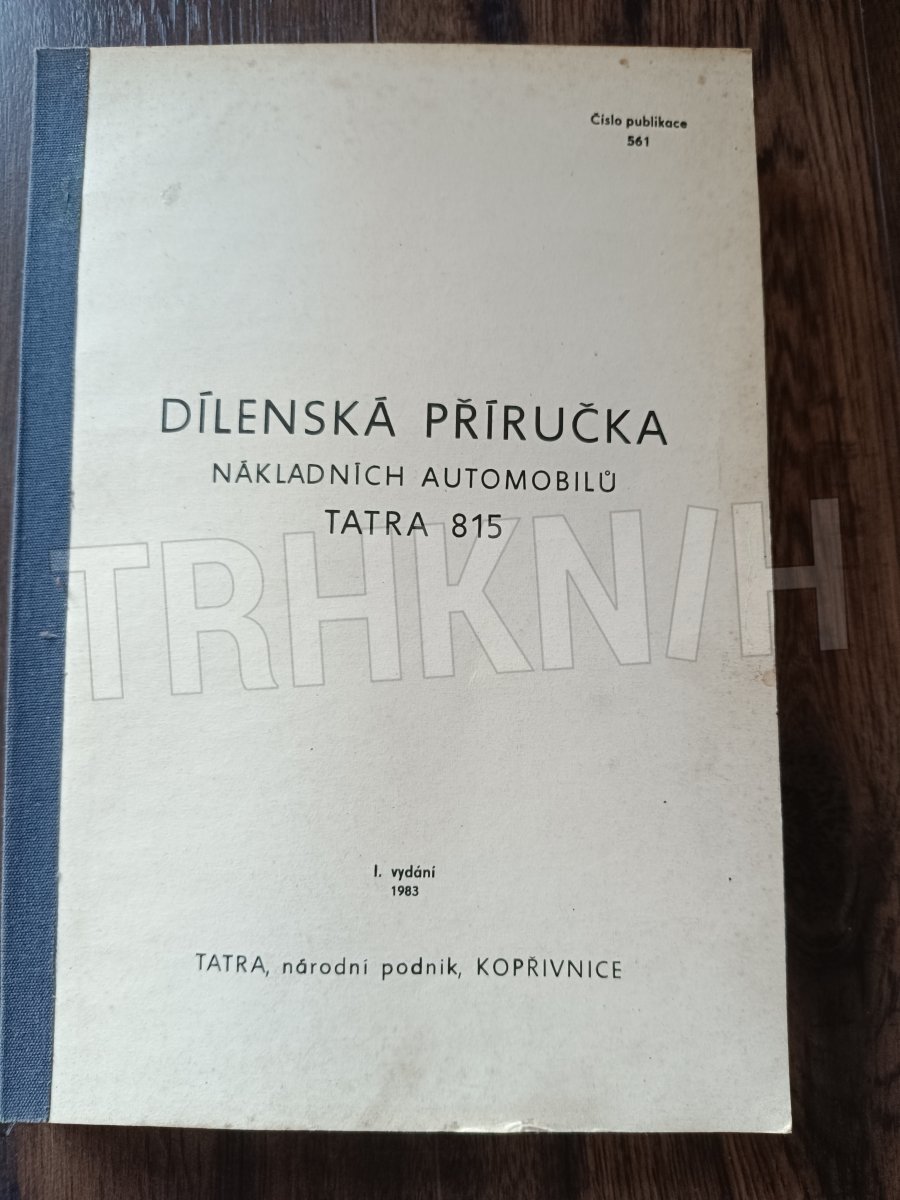 Číslo publikace
561
DÍLENSKÁ PŘÍRUČKA
NÁKLADNÍCH AUTOMOBILŮ
TATRA 815
TRHKNIH
I. vydání
1983
TATRA, národní podnik, KOPŘIVNICE